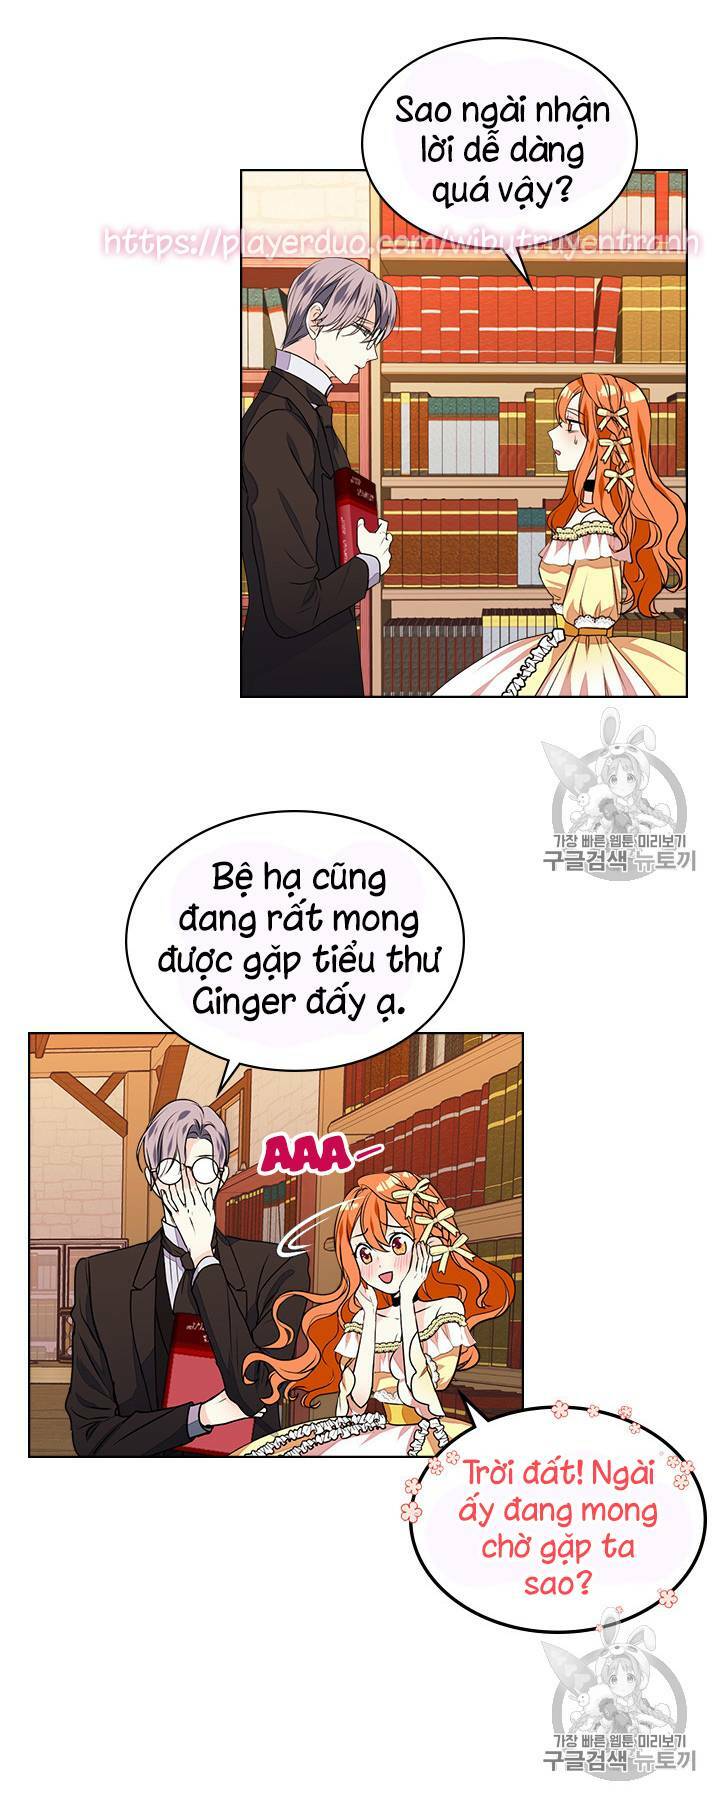 Sao ngài nhận
lời dễ dàng
quá vậy?
https://playerduo.com/wibutruyentranh
가장 빠른 웹툰 미리보기
구글검색 뉴토끼
Bệ hạ cũng
đang rất mong
được gặp tiểu thư
Ginger đấy ạ.
AAA-
Trời đất! Ngài
ấy đang mong
chờ gặp ta
sao?
가장 빠른 웹툰 미리보기
구글검색 뉴토끼